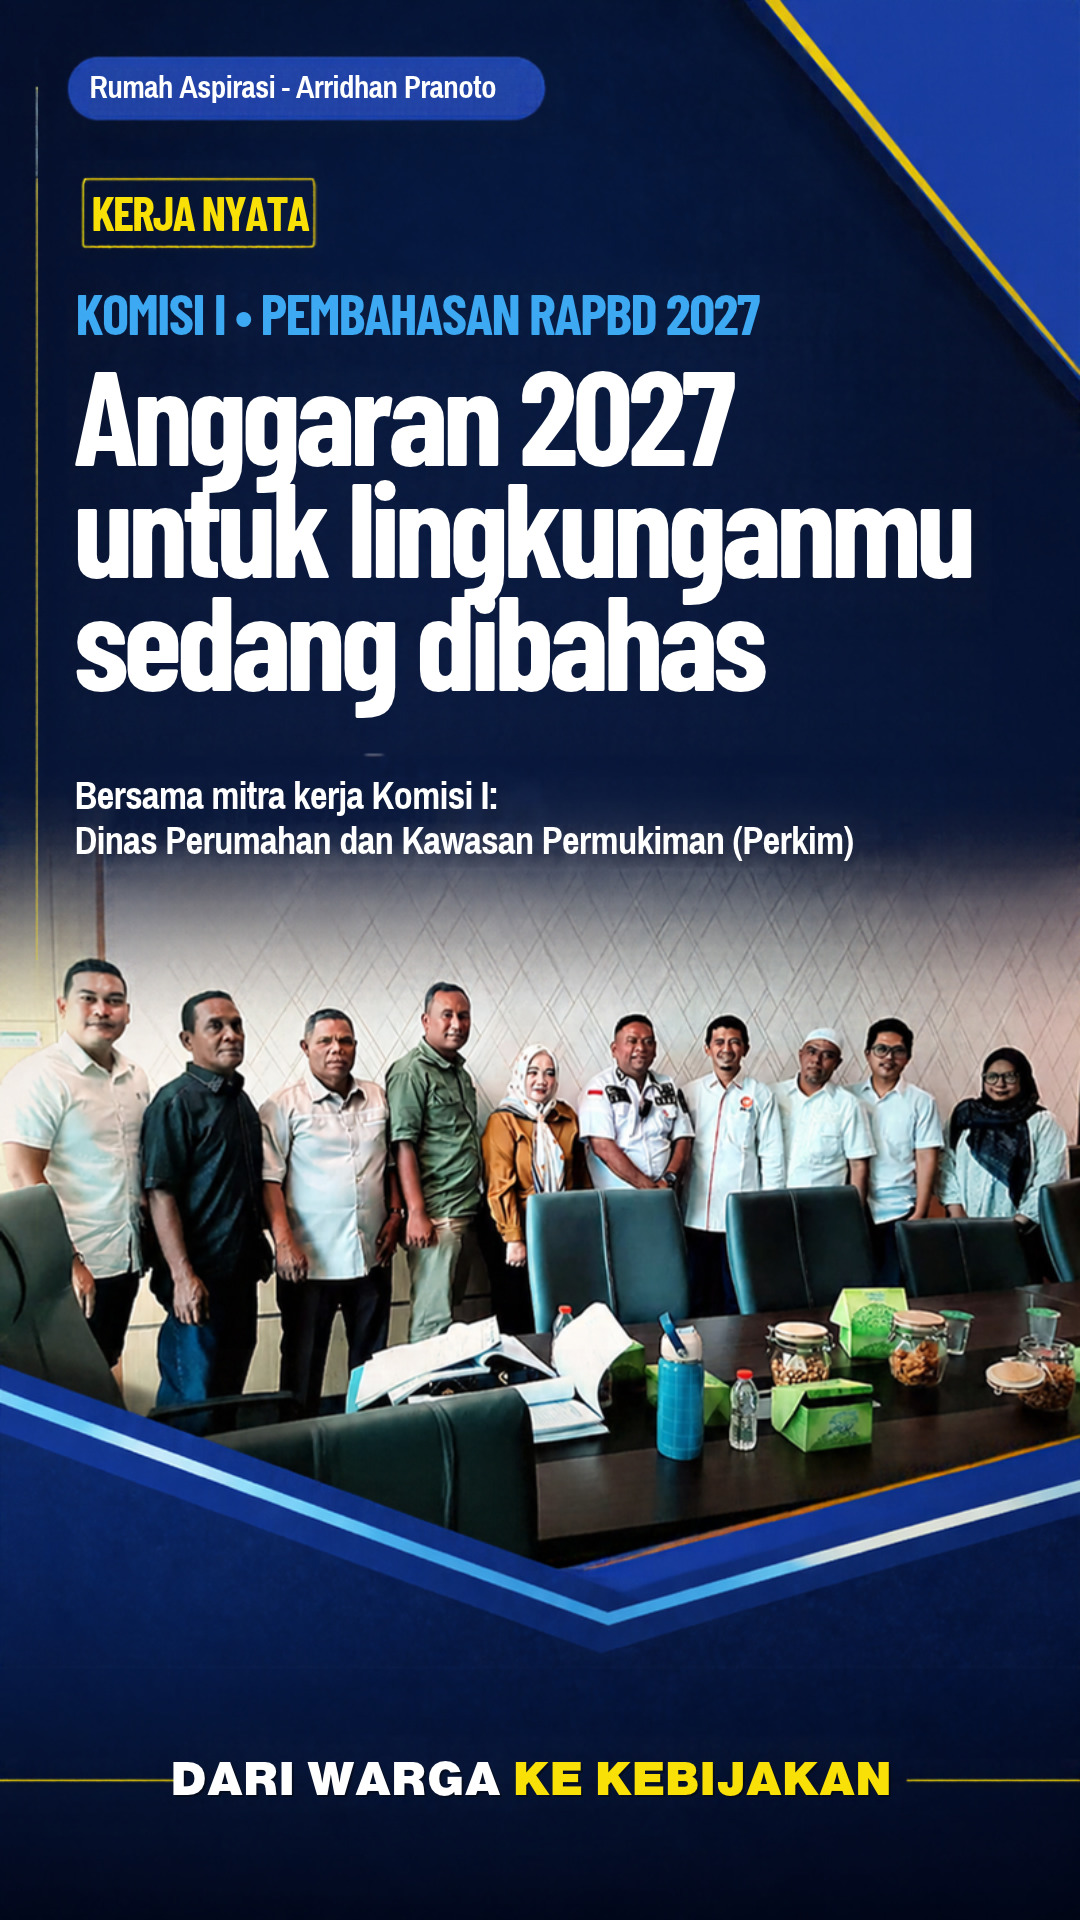 Rumah Aspirasi - Arridhan Pranoto
KERJA NYATA
KOMISI I • PEMBAHASAN RAPBD 2027
Anggaran 2027
untuk lingkunganmu
sedang dibahas
Bersama mitra kerja Komisi I:
Dinas Perumahan dan Kawasan Permukiman (Perkim)
DARI WARGA KE KEBIJAKAN